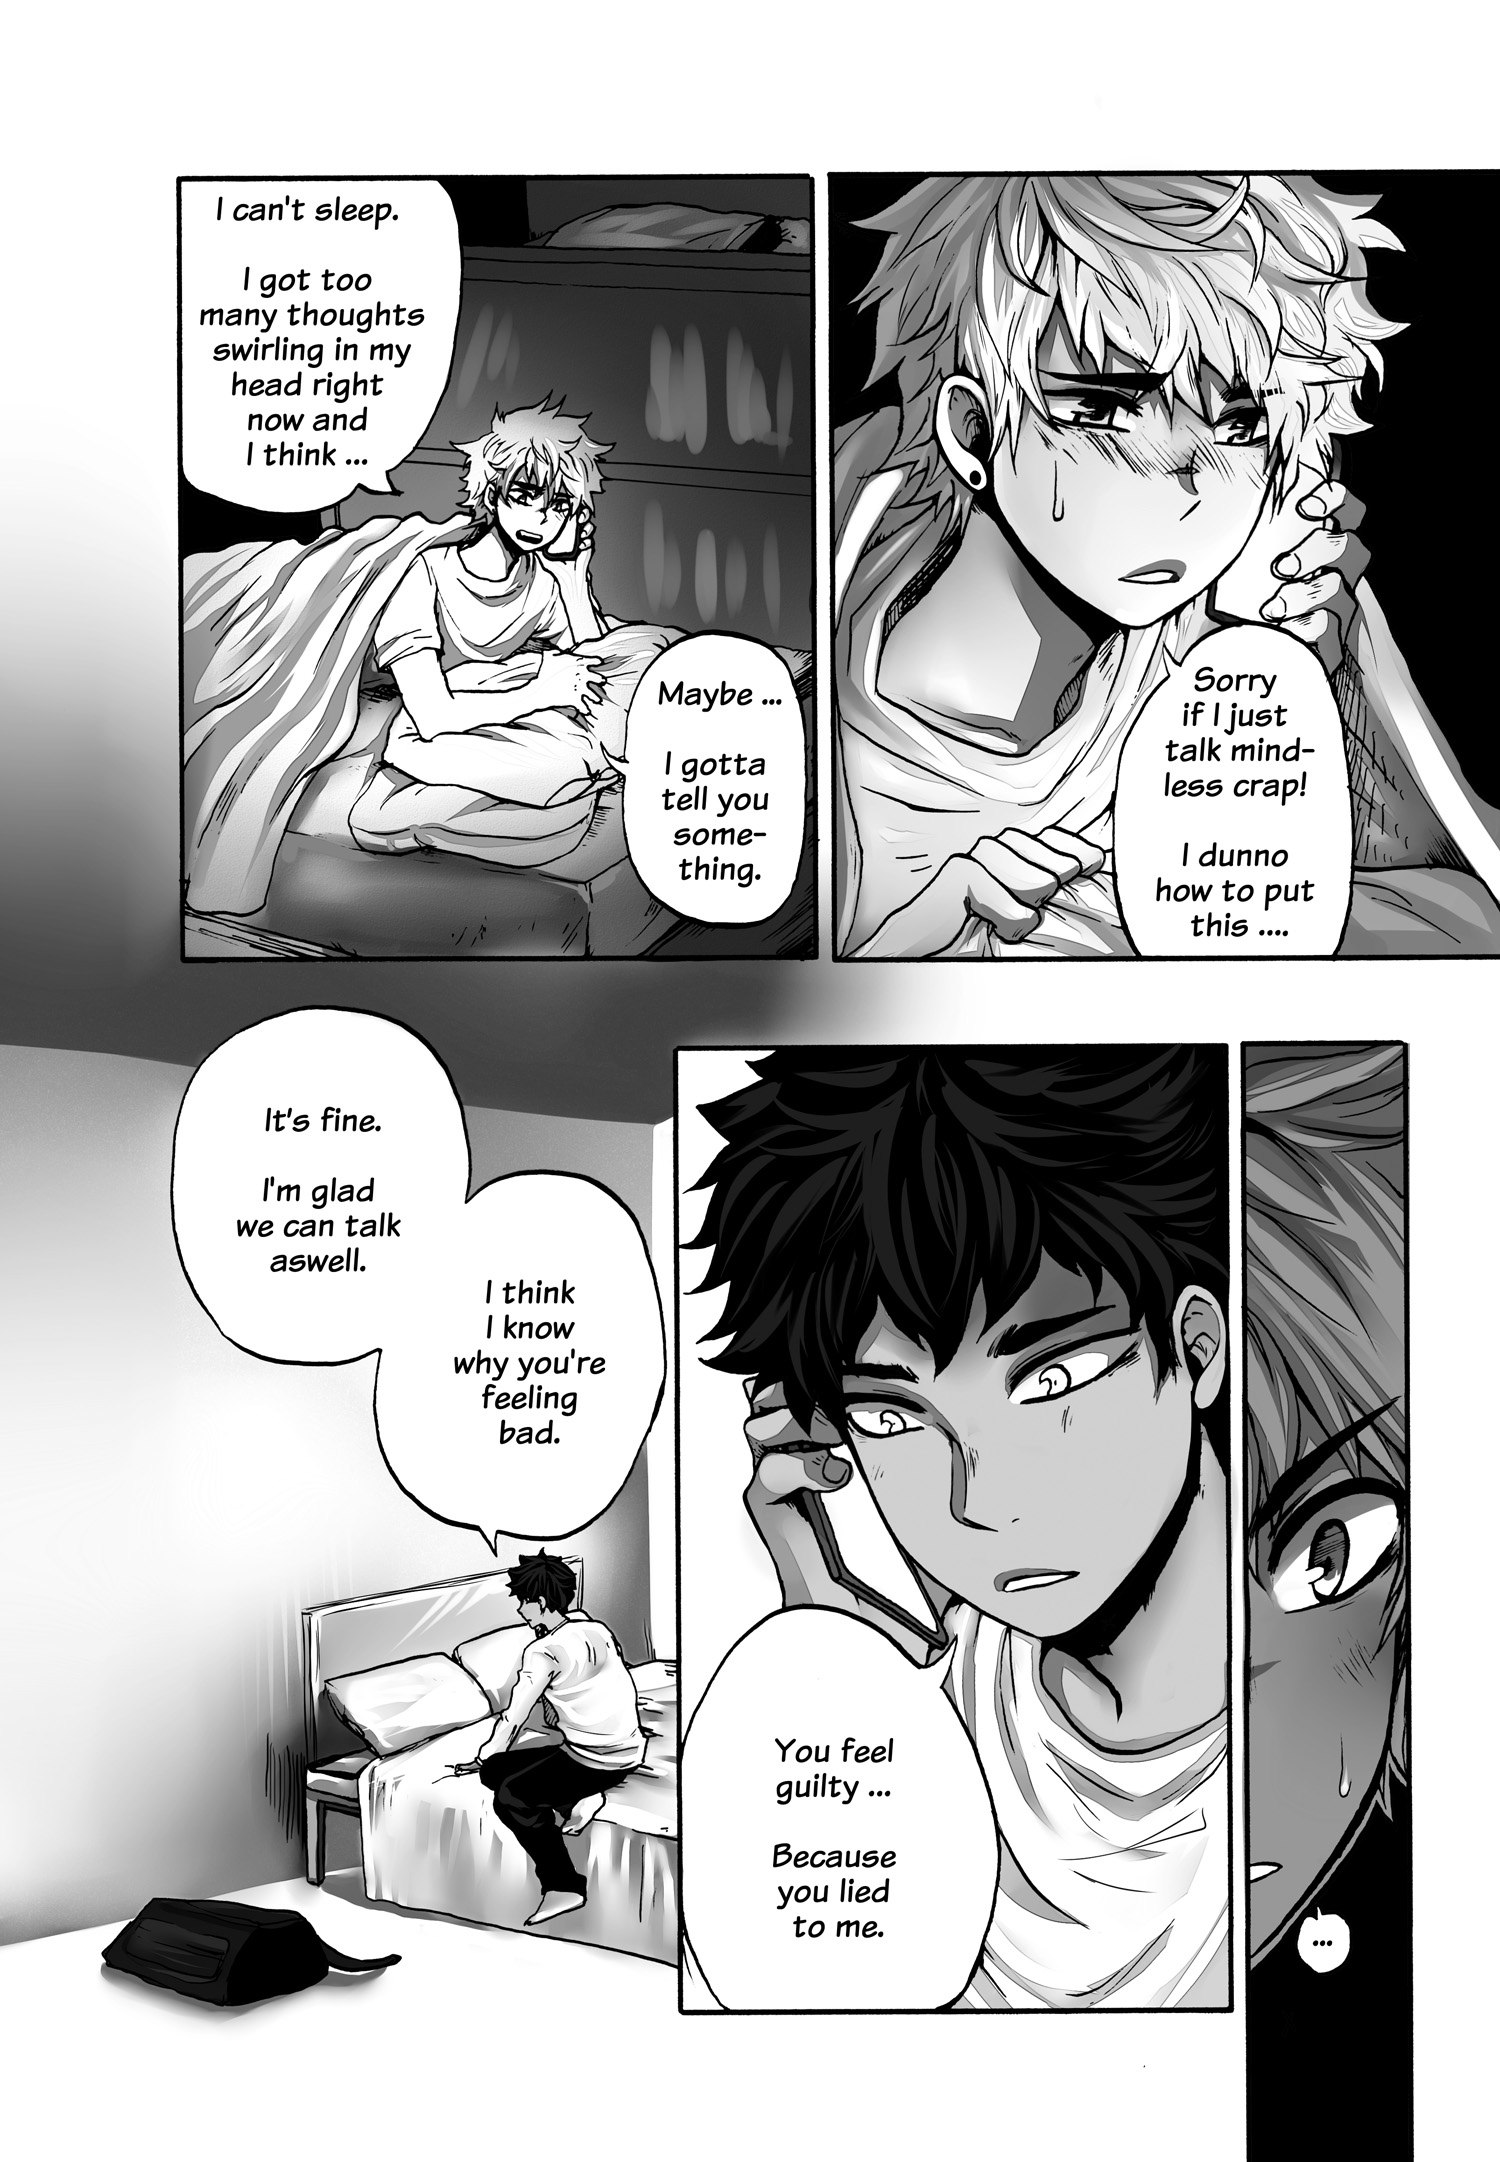 I can't sleep.
I got too
many thoughts
swirling in my
head right
now and
I think ...
Maybe ...
I gotta
tell you
some-
thing.
Sorry
if I just
talk mind-
less crap!
I dunno
how to put
this ....
It's fine.
I'm glad
we can talk
aswell.
I think
I know
why you're
feeling
bad.
You feel
guilty ...
Because
you lied
to me.
...